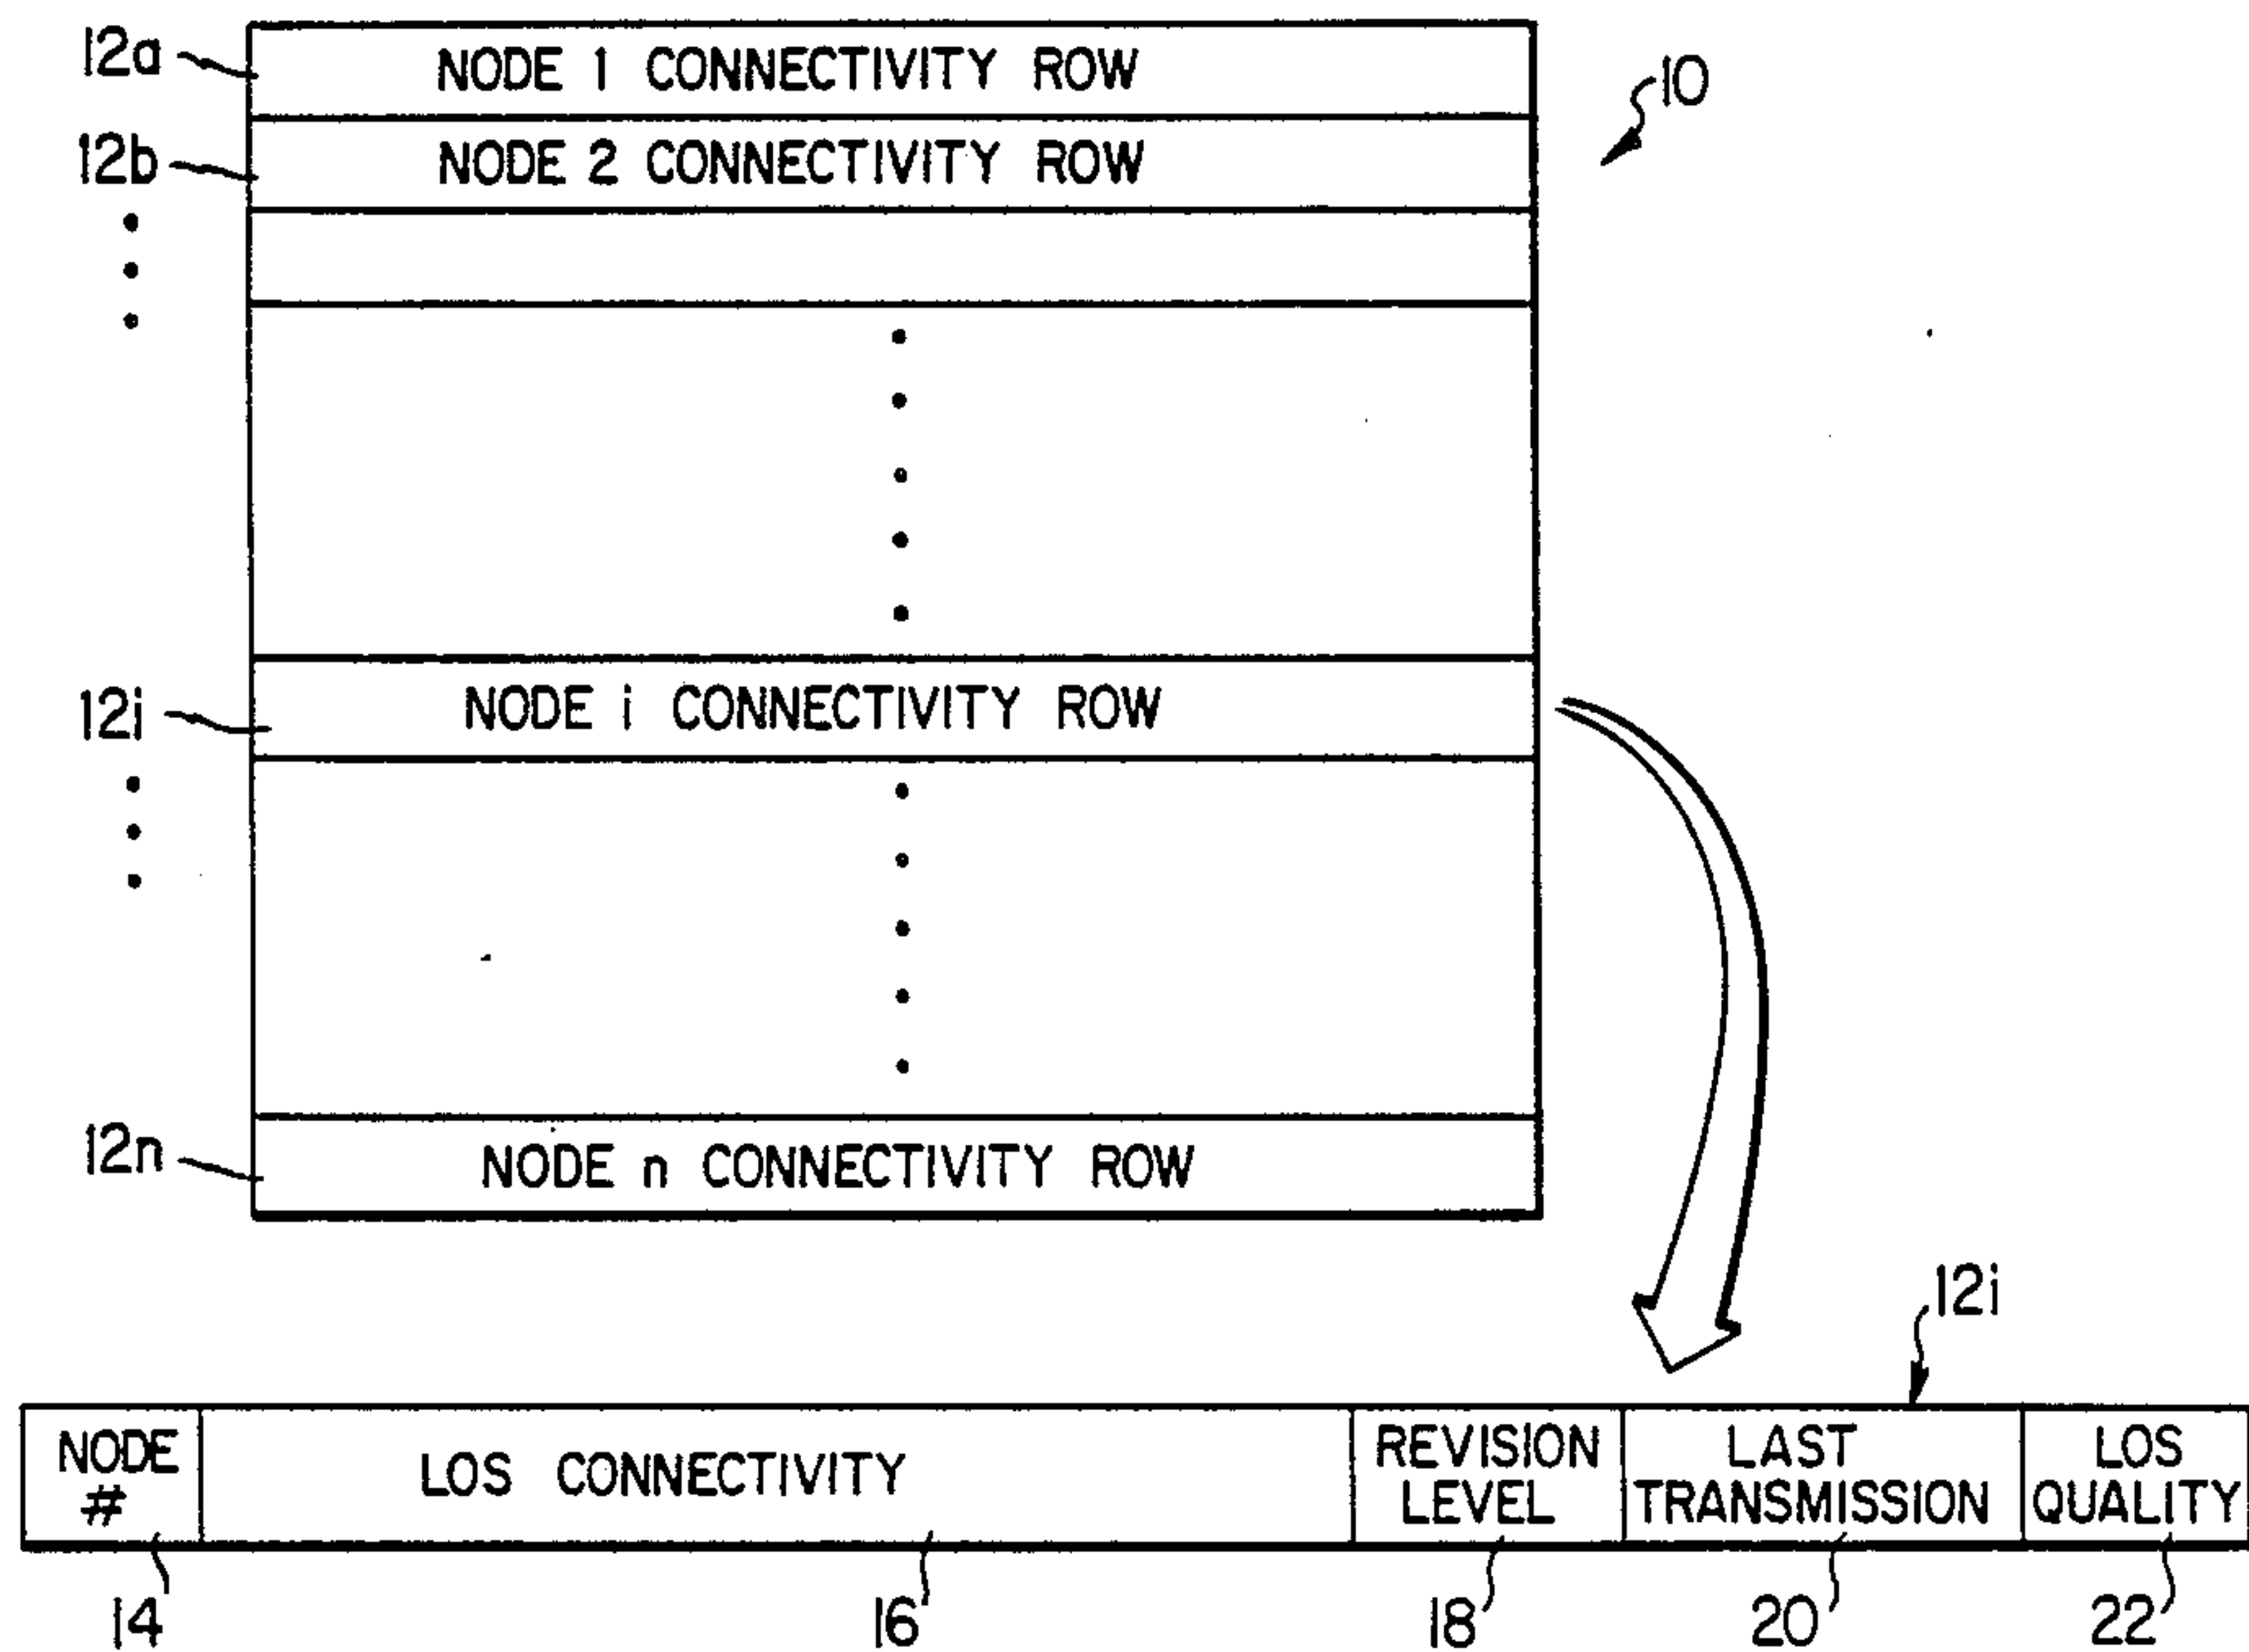 12a
NODE 1 CONNECTIVITY ROW
10
12b
NODE 2 CONNECTIVITY ROW
12i
NODE i CONNECTIVITY ROW
12n
NODE n CONNECTIVITY ROW
12i
NODE
#
LOS CONNECTIVITY
REVISION
LEVEL
LAST
TRANSMISSION
LOS
QUALITY
14
16
18
20
22